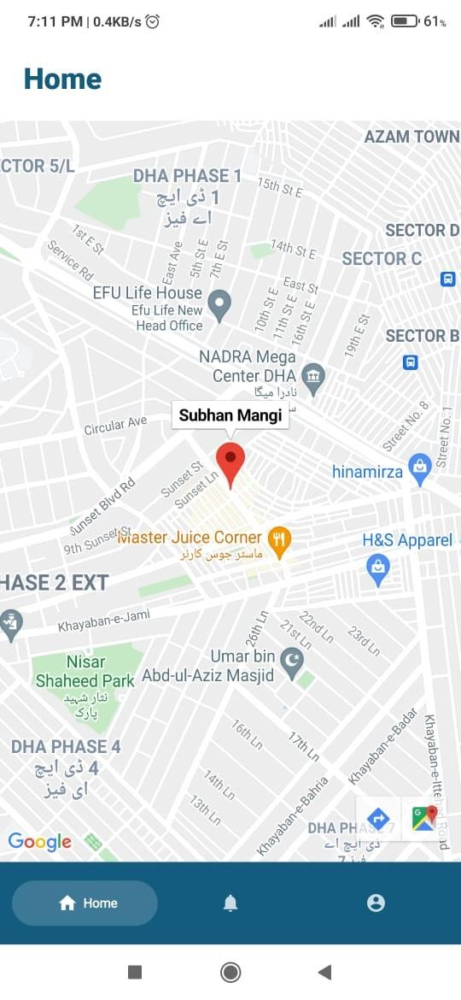 7:11 PM | 0.4KB/s
61%
Home
AZAM TOWN
CTOR 5/L
DHA PHASE 1
ڈی ایچ 1
اے فیز
15th St E
1st E St
Service Rd
East Ave
5th St E
7th E St
14th St E
SECTOR D
SECTOR C
EFU Life House
Efu Life New
Head Office
East St
10th St E
11th St E
16th St E
19th E St
SECTOR B
NADRA Mega
Center DHA
نادرا میگا
Subhan Mangi
Circular Ave
Street No. 8
Street No. 1
Sunset St
Sunset Ln
hinamirza
Sunset Blvd Rd
9th Sunset St
Master Juice Corner
ماسٹر جوس کارنر
H&S Apparel
HASE 2 EXT
Khayaban-e-Jami
26th Ln
21st Ln
22nd Ln
23rd Ln
Nisar
Shaheed Park
نثار شہید
پارک
Umar bin
Abd-ul-Aziz Masjid
DHA PHASE 4
ڈی ایچ 4
ای فیز
16th Ln
17th Ln
14th Ln
13th Ln
Khayaban-e-Badar
Khayaban-e-Bahria
Khayaban-e-Ittehad Road
DHA PHASE 7
ڈی ایچ اے
فیز 7
Google
Home